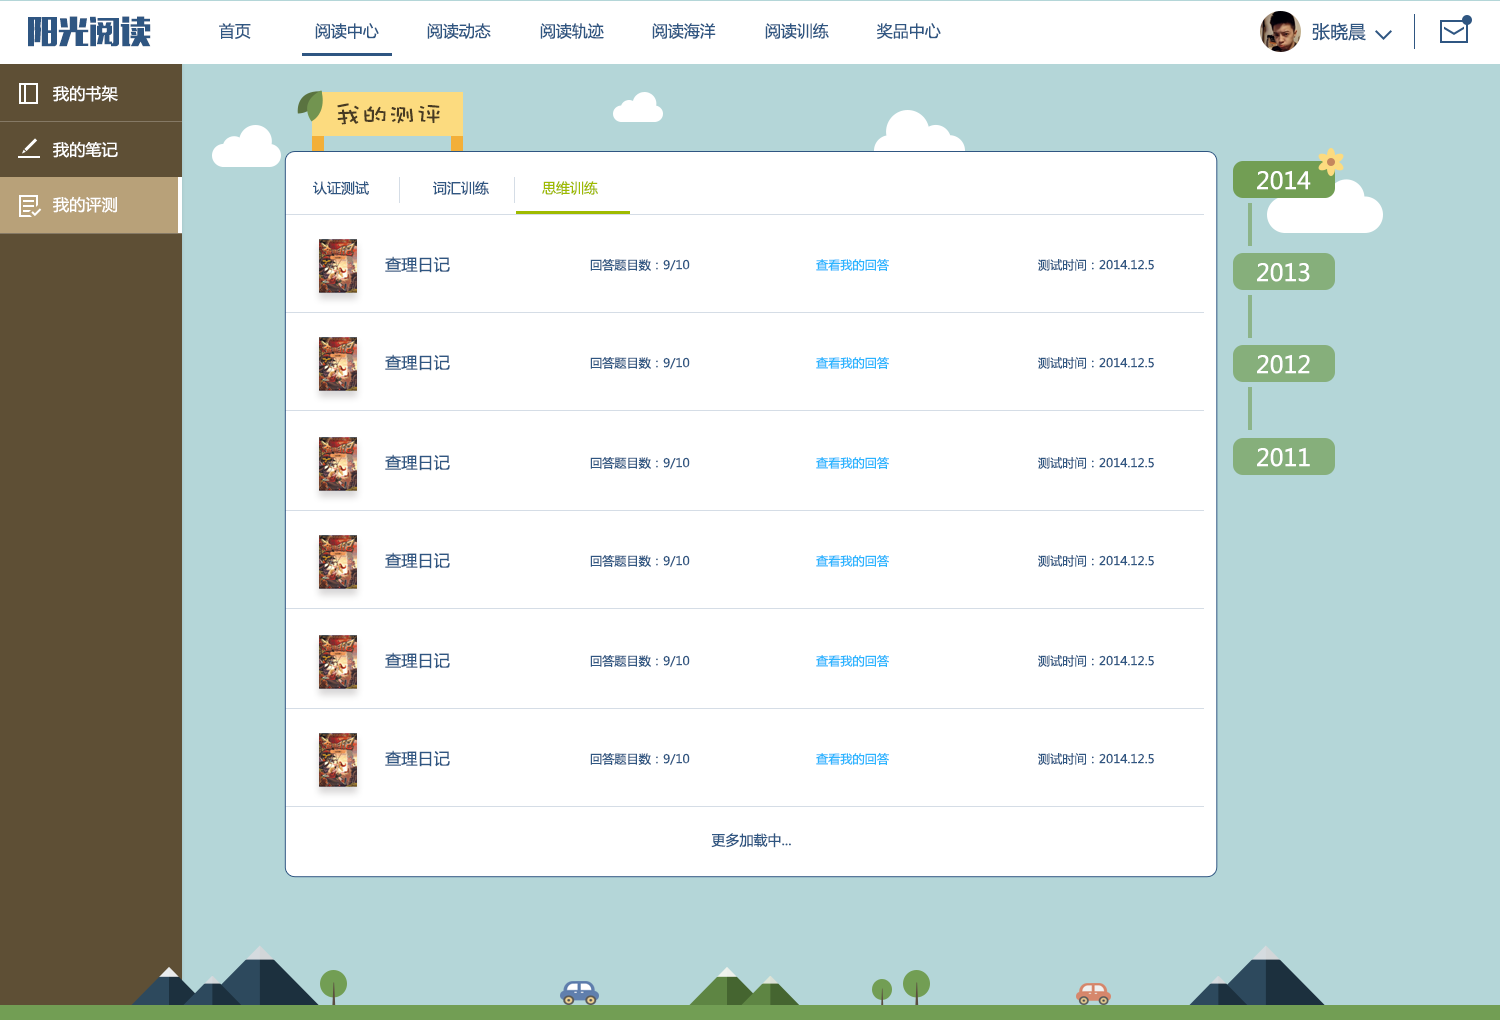 阳光阅读 首页 阅读中心 阅读动态 阅读轨迹 阅读海洋 阅读训练 奖品中心 张晓晨
我的书架
我的笔记
我的评测
我的测评
认证测试 词汇训练 思维训练
查理日记 回答题目数：9/10 查看我的回答 测试时间：2014.12.5
查理日记 回答题目数：9/10 查看我的回答 测试时间：2014.12.5
查理日记 回答题目数：9/10 查看我的回答 测试时间：2014.12.5
查理日记 回答题目数：9/10 查看我的回答 测试时间：2014.12.5
查理日记 回答题目数：9/10 查看我的回答 测试时间：2014.12.5
查理日记 回答题目数：9/10 查看我的回答 测试时间：2014.12.5
更多加载中...
2014
2013
2012
2011